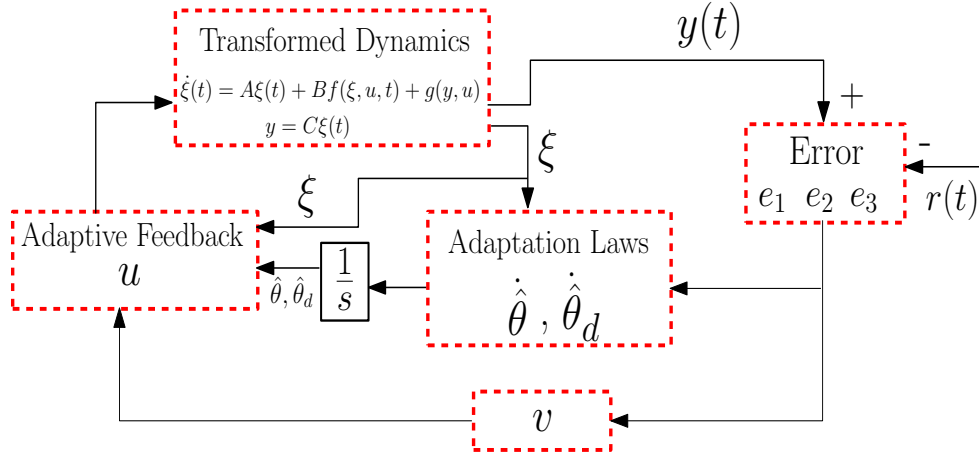 Transformed Dynamics
ξ̇(t) = Aξ(t) + Bf(ξ, u, t) + g(y, u)
y = Cξ(t)
y(t)
+
-
Error
e₁ e₂ e₃
r(t)
ξ
ξ
Adaptive Feedback
u
θ̂, θ̂_d
1/s
Adaptation Laws
θ̂̇ , θ̂̇_d
v